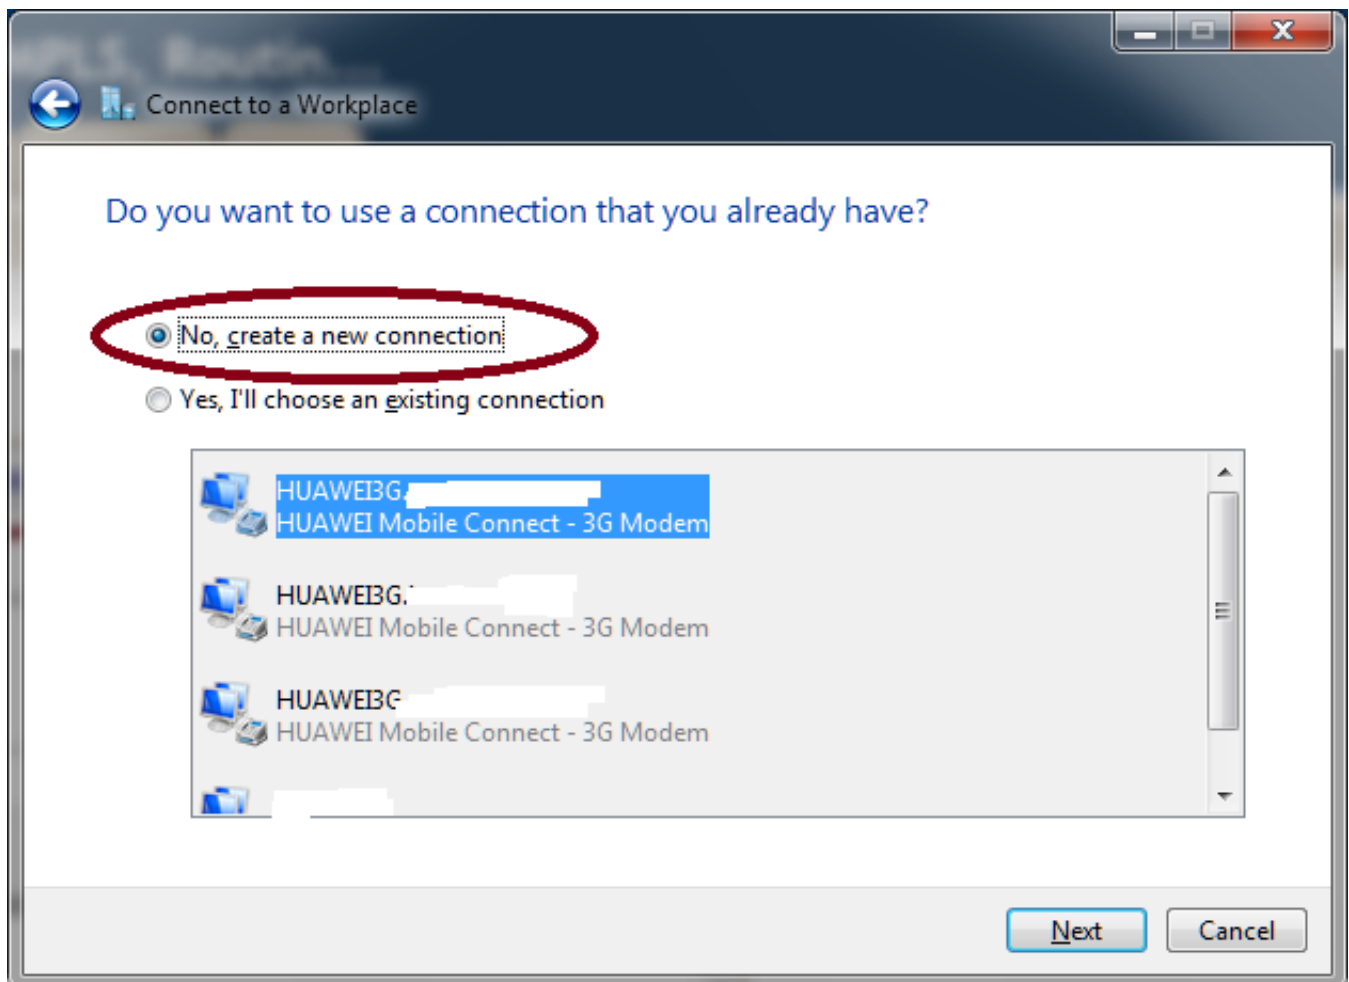 Connect to a Workplace
Do you want to use a connection that you already have?
No, create a new connection
Yes, I'll choose an existing connection
HUAWEI3G
HUAWEI Mobile Connect - 3G Modem
HUAWEI3G.
HUAWEI Mobile Connect - 3G Modem
HUAWEI3G
HUAWEI Mobile Connect - 3G Modem
Next
Cancel